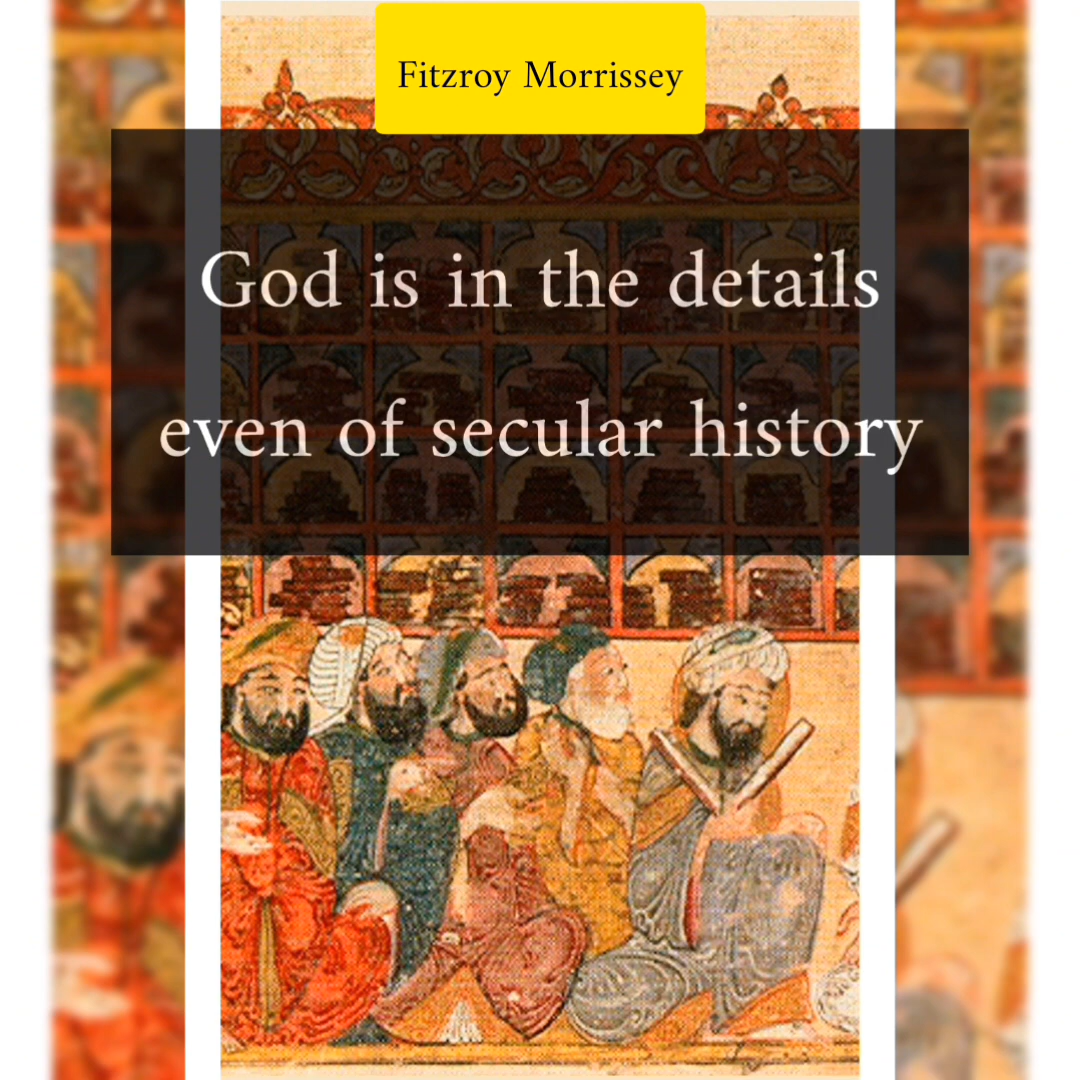 Fitzroy Morrissey
God is in the details
even of secular history